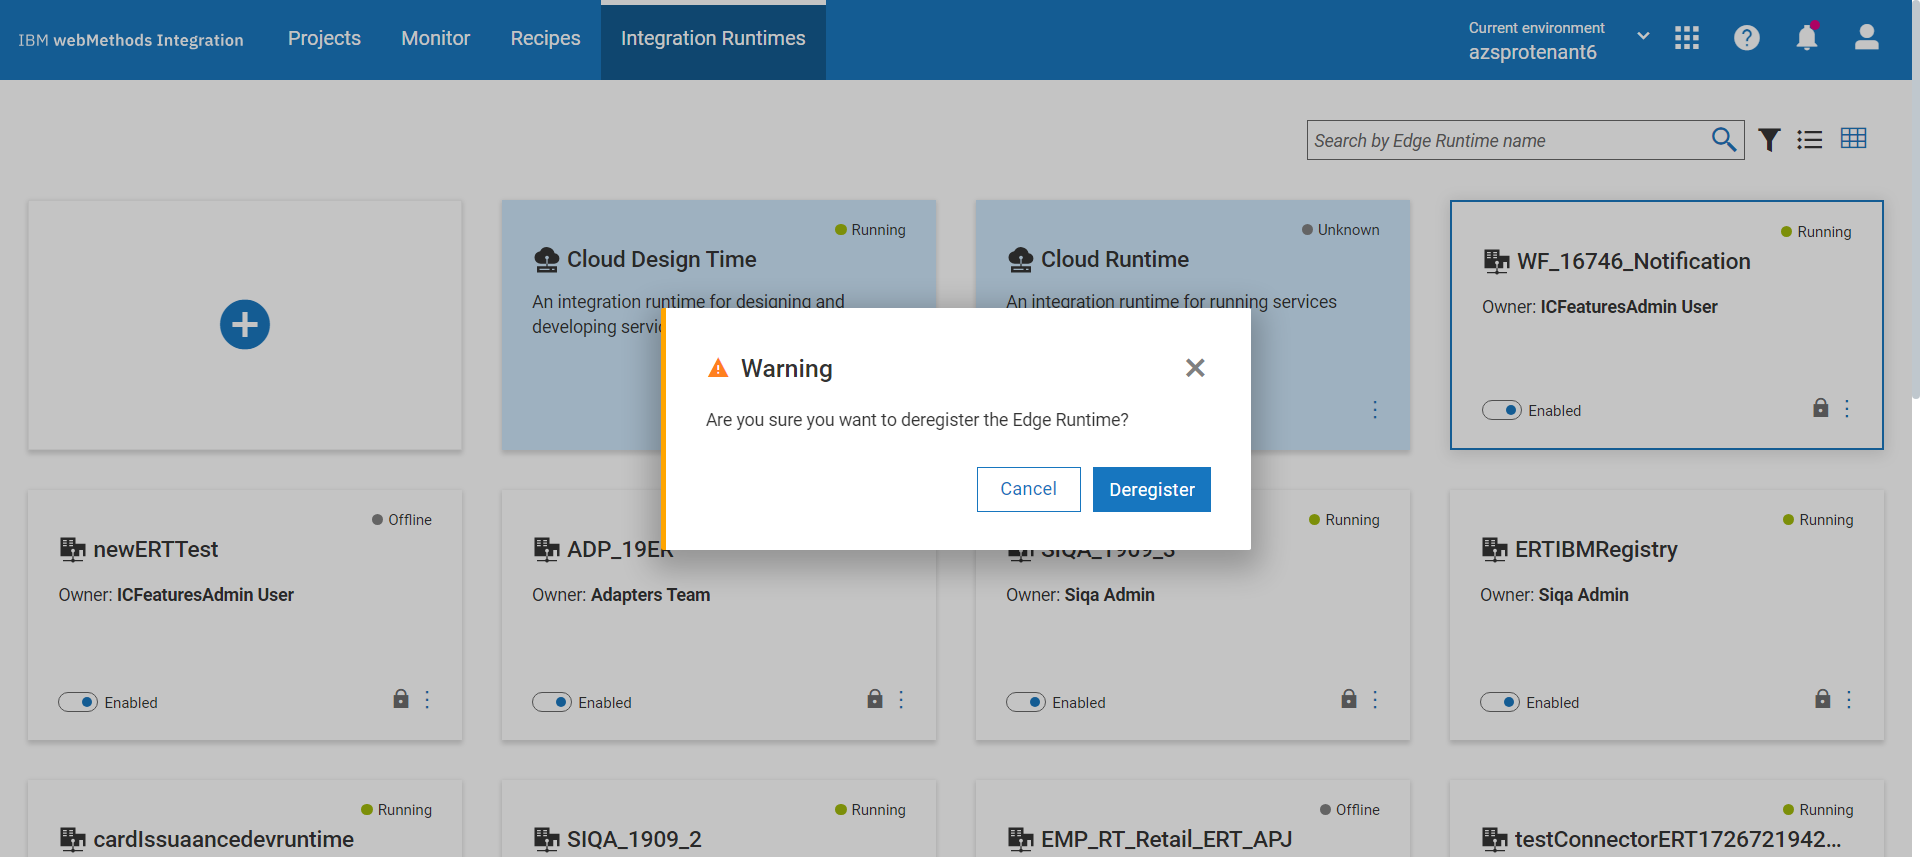 IBM webMethods Integration
Projects
Monitor
Recipes
Integration Runtimes
Current environment
azsprotenant6
Search by Edge Runtime name
Running
Cloud Design Time
An integration runtime for designing and
developing servic
Unknown
Cloud Runtime
An integration runtime for running services
Running
WF_16746_Notification
Owner: ICFeaturesAdmin User
Enabled
Warning
Are you sure you want to deregister the Edge Runtime?
Cancel
Deregister
Offline
newERTTest
Owner: ICFeaturesAdmin User
Enabled
ADP_19ER
Owner: Adapters Team
Enabled
Running
SIQA_1909_3
Owner: Siqa Admin
Enabled
Running
ERTIBMRegistry
Owner: Siqa Admin
Enabled
Running
cardIssuaancedevruntime
Running
SIQA_1909_2
Offline
EMP_RT_Retail_ERT_APJ
Running
testConnectorERT1726721942...